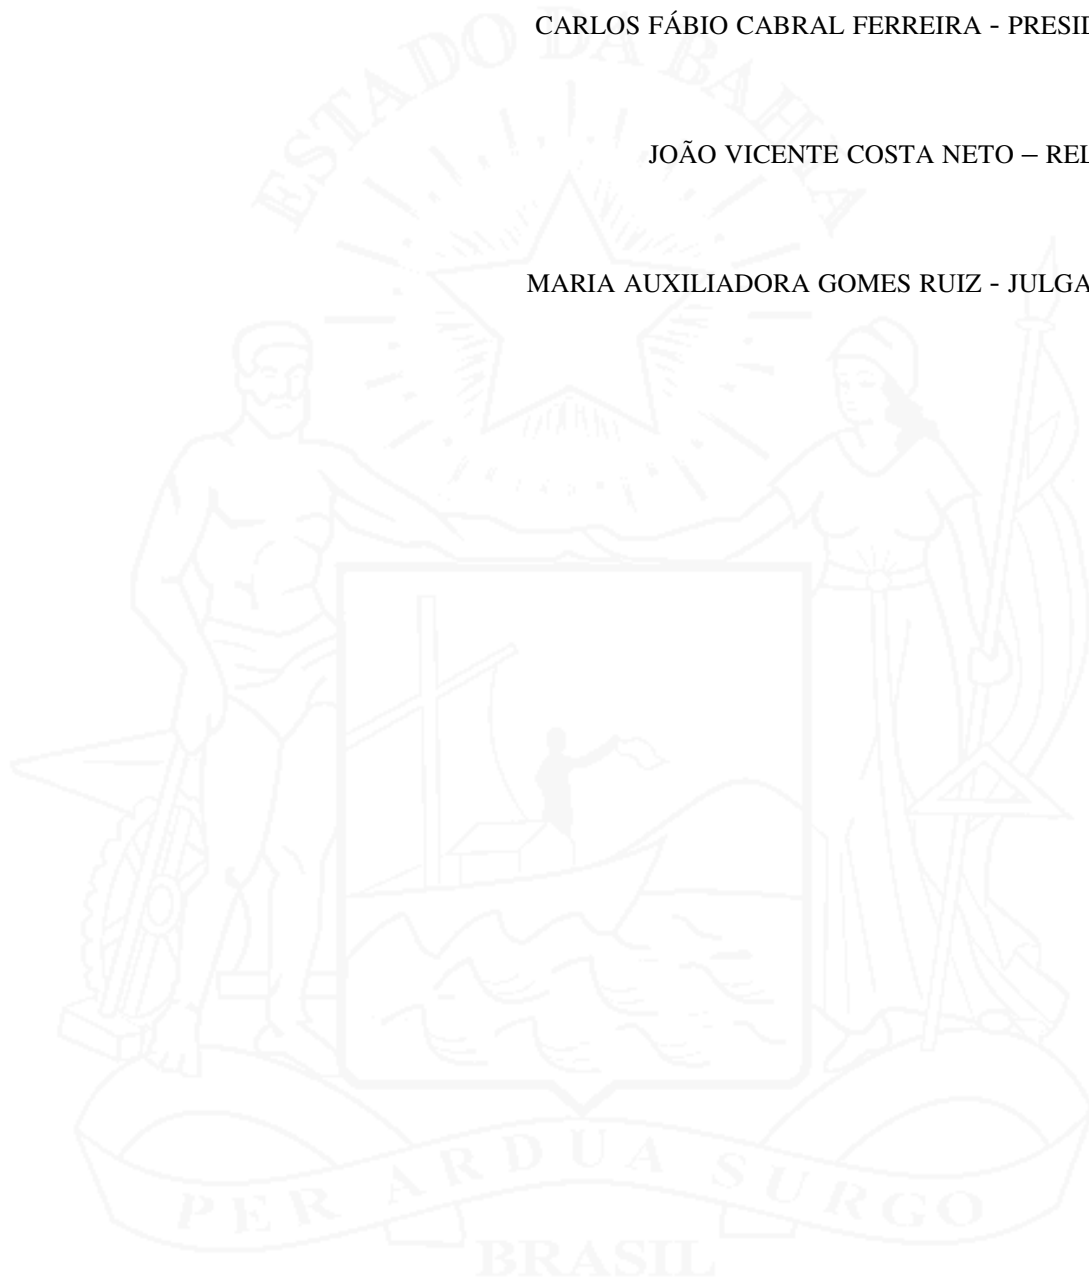 CARLOS FÁBIO CABRAL FERREIRA - PRESI
JOÃO VICENTE COSTA NETO – REL
MARIA AUXILIADORA GOMES RUIZ - JULGA
ESTADO DA BAHIA
PER ARDUA SURGO
BRASIL